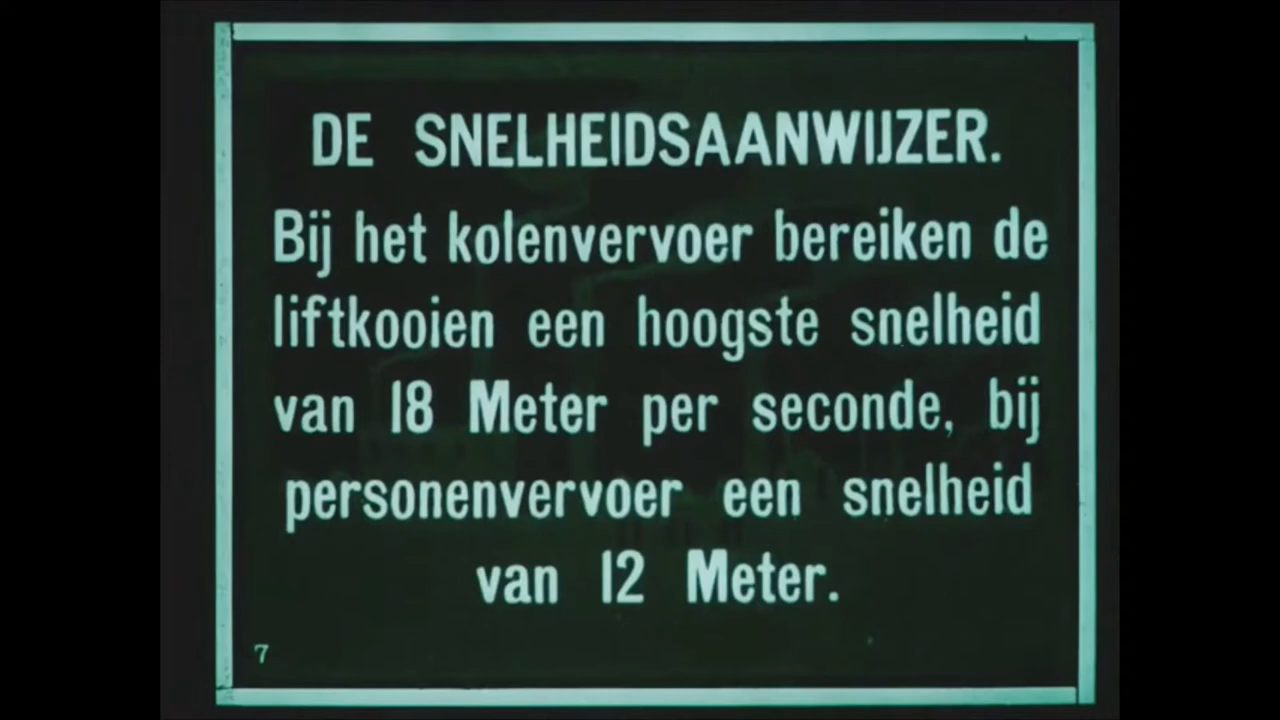 DE SNELHEIDSAANWIJZER.
Bij het kolenvervoer bereiken de
liftkooien een hoogste snelheid
van 18 Meter per seconde, bij
personenvervoer een snelheid
van 12 Meter.
7